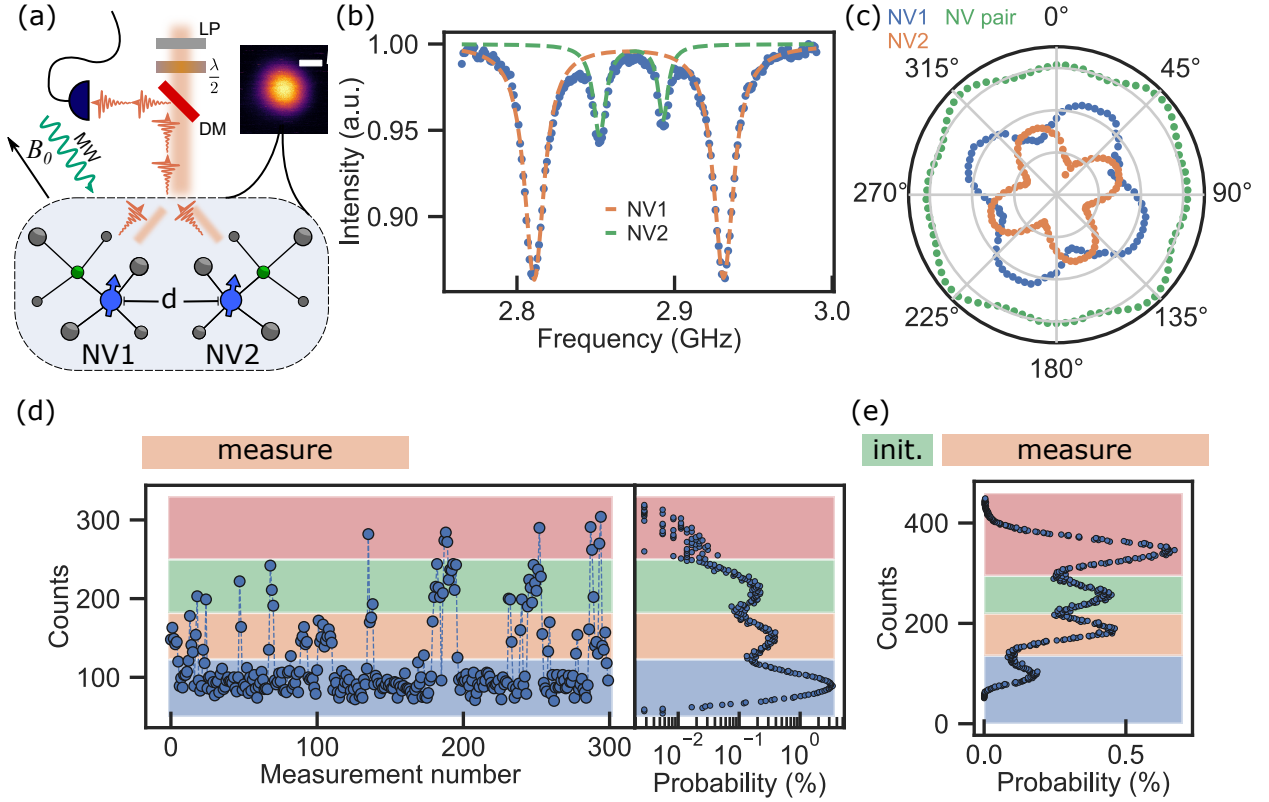 (a)
LP
λ
2
DM
MW
B₀
d
NV1
NV2
(b)
1.00
0.95
0.90
Intensity (a.u.)
NV1
NV2
2.8
2.9
3.0
Frequency (GHz)
(c)
NV1
NV pair
NV2
0°
45°
90°
135°
180°
225°
270°
315°
(d)
measure
300
200
100
Counts
0
100
200
300
Measurement number
10⁻²
10⁻¹
10⁰
Probability (%)
(e)
init.
measure
400
200
0
Counts
0.0
0.5
Probability (%)